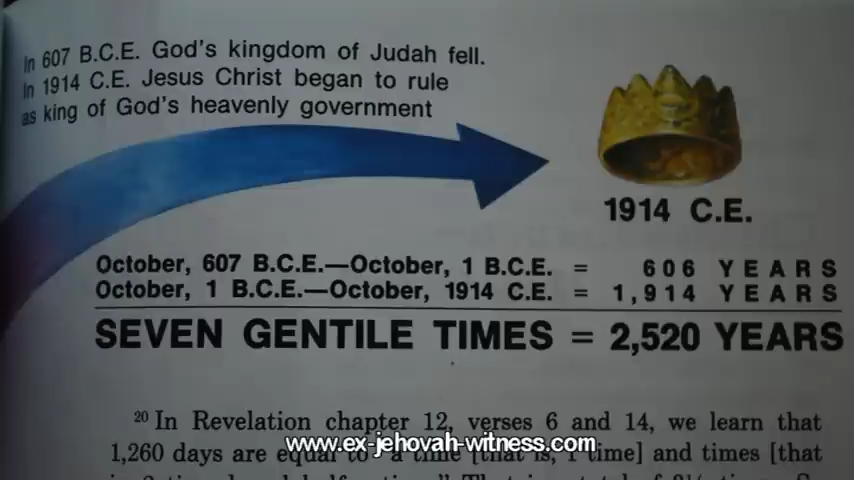 In 607 B.C.E. God's kingdom of Judah fell.
In 1914 C.E. Jesus Christ began to rule
as king of God's heavenly government
1914 C.E.
October, 607 B.C.E.—October, 1 B.C.E. = 606 YEARS
October, 1 B.C.E.—October, 1914 C.E. = 1,914 YEARS
SEVEN GENTILE TIMES = 2,520 YEARS
20 In Revelation chapter 12, verses 6 and 14, we learn that
1,260 days are equal to "a time [that is, 1 time] and times [that
www.ex-jehovah-witness.com